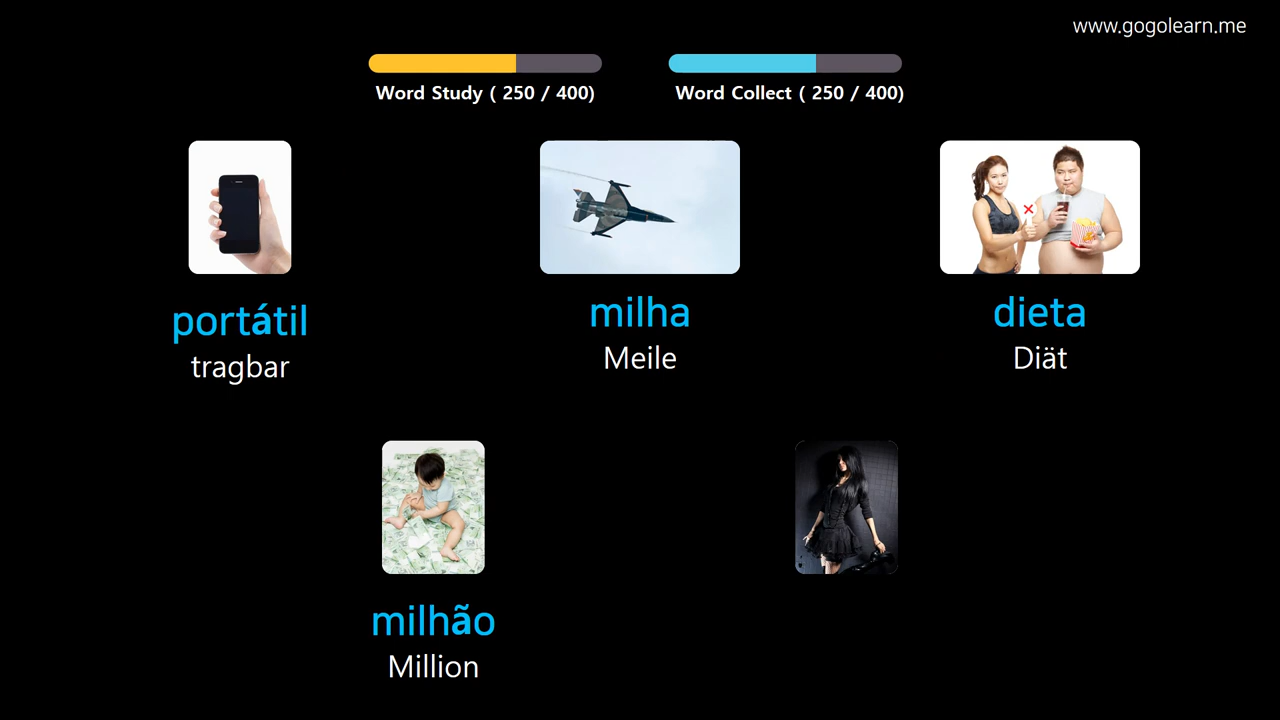 www.gogolearn.me
Word Study ( 250 / 400)
Word Collect ( 250 / 400)
portátil
tragbar
milha
Meile
dieta
Diät
milhão
Million